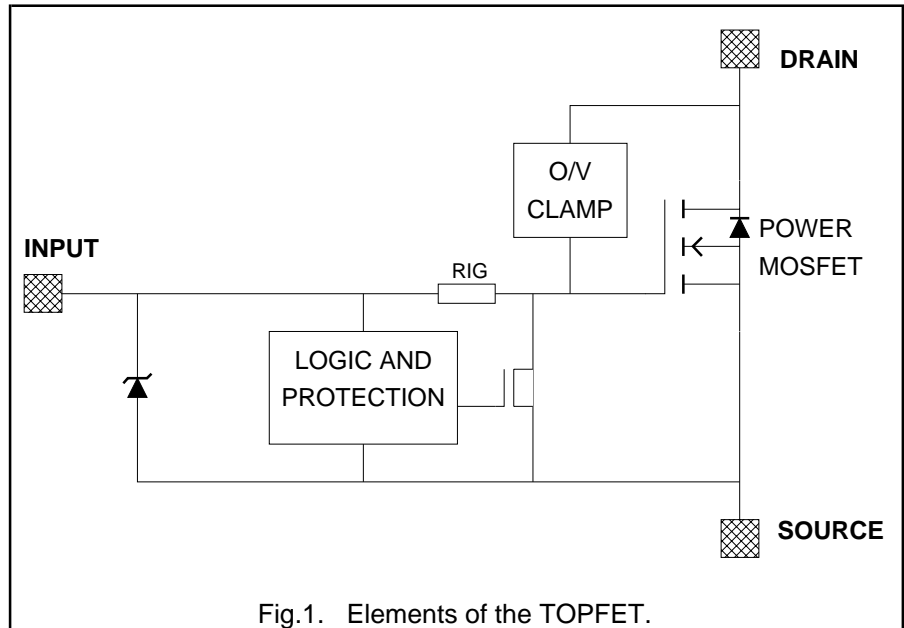 DRAIN
O/V
CLAMP
POWER
MOSFET
INPUT
RIG
LOGIC AND
PROTECTION
SOURCE
Fig.1. Elements of the TOPFET.